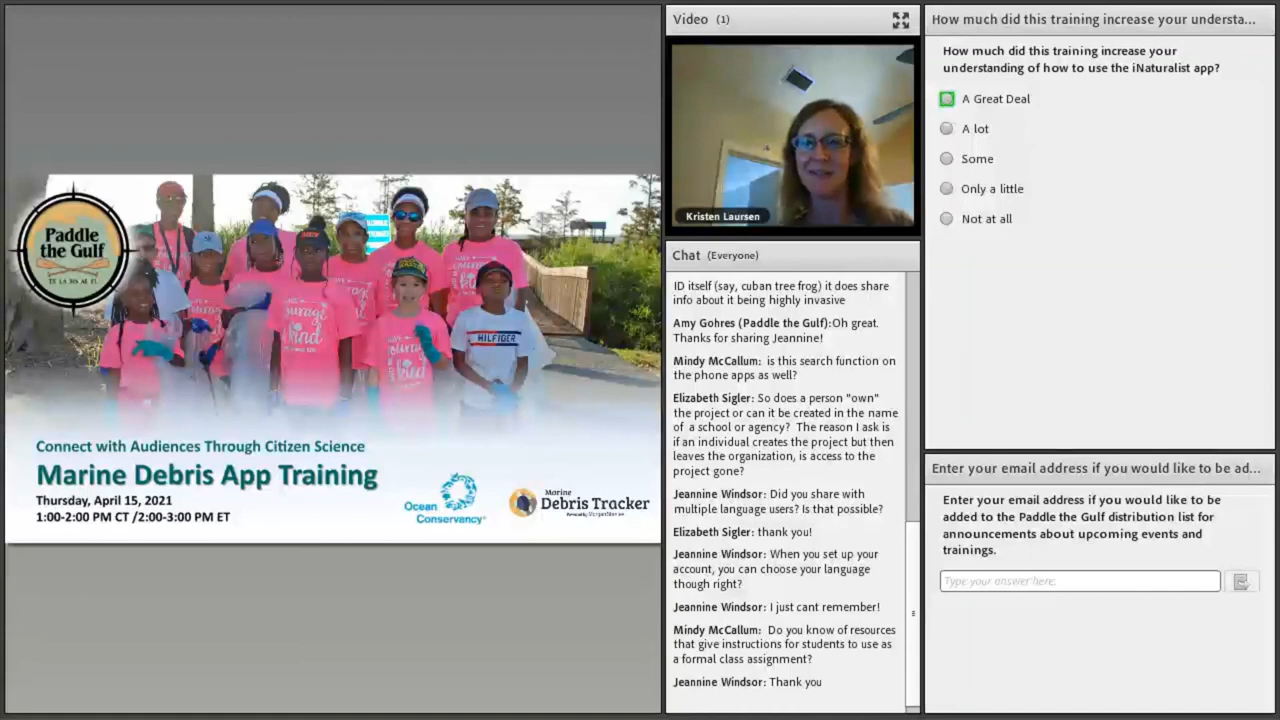 Paddle
the Gulf
TX LA MS AL FL
HILFIGER
Connect with Audiences Through Citizen Science
Marine Debris App Training
Thursday, April 15, 2021
1:00-2:00 PM CT /2:00-3:00 PM ET
Ocean
Conservancy
Marine
Debris Tracker
Video (1)
Kristen Laursen
Chat (Everyone)
ID itself (say, cuban tree frog) it does share
info about it being highly invasive
Amy Gohres (Paddle the Gulf):Oh great.
Thanks for sharing Jeannine!
Mindy McCallum: is this search function on
the phone apps as well?
Elizabeth Sigler: So does a person "own"
the project or can it be created in the name
of a school or agency? The reason I ask is
if an individual creates the project but then
leaves the organization, is access to the
project gone?
Jeannine Windsor: Did you share with
multiple language users? Is that possible?
Elizabeth Sigler: thank you!
Jeannine Windsor: When you set up your
account, you can choose your language
though right?
Jeannine Windsor: I just cant remember!
Mindy McCallum: Do you know of resources
that give instructions for students to use as
a formal class assignment?
Jeannine Windsor: Thank you
How much did this training increase your understa...
How much did this training increase your
understanding of how to use the iNaturalist app?
A Great Deal
A lot
Some
Only a little
Not at all
Enter your email address if you would like to be ad...
Enter your email address if you would like to be
added to the Paddle the Gulf distribution list for
announcements about upcoming events and
trainings.
Type your answer here.